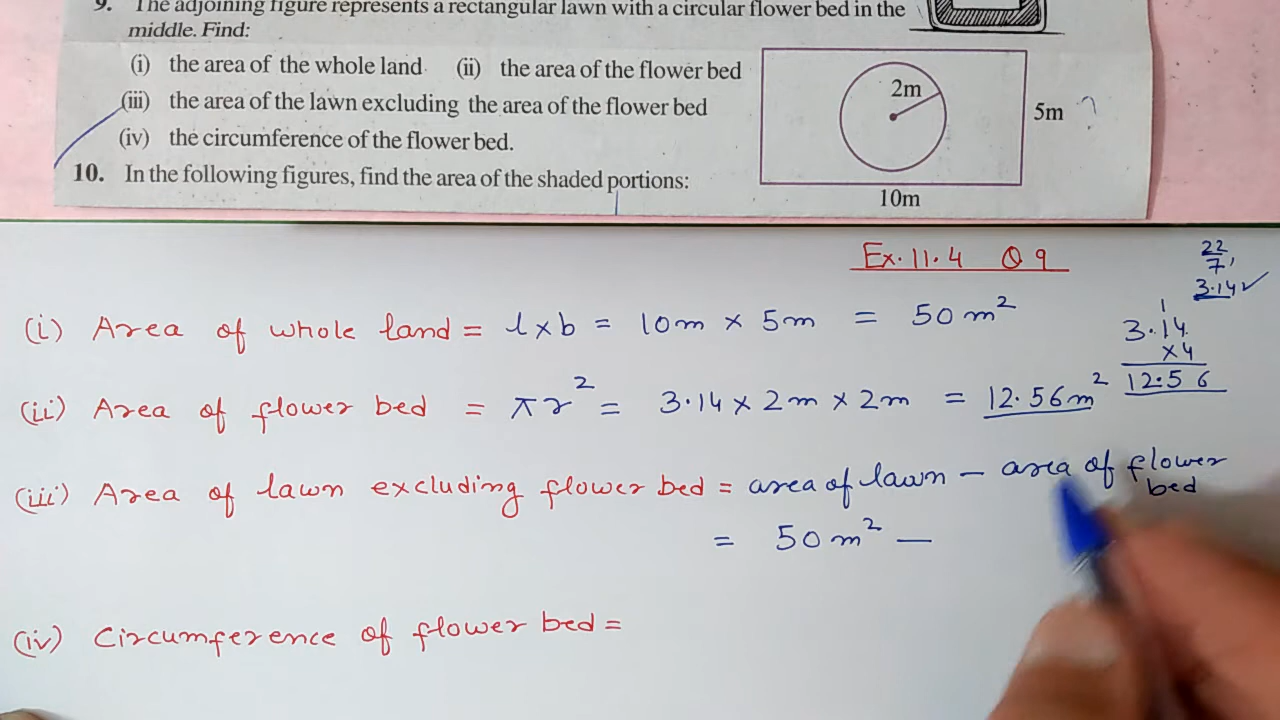 9. The adjoining figure represents a rectangular lawn with a circular flower bed in the
middle. Find:
(i) the area of the whole land (ii) the area of the flower bed
(iii) the area of the lawn excluding the area of the flower bed
(iv) the circumference of the flower bed.
10. In the following figures, find the area of the shaded portions:
2m
5m ?
10m
Ex. 11.4 Q 9
22/7,
3.14 ✓
(i) Area of whole land = l x b = 10m x 5m = 50 m²
1
3.14
x4
12.56
(ii) Area of flower bed = πr² = 3.14 x 2m x 2m = 12.56m²
(iii) Area of lawn excluding flower bed = area of lawn – area of flower
bed
= 50 m² –
(iv) Circumference of flower bed =